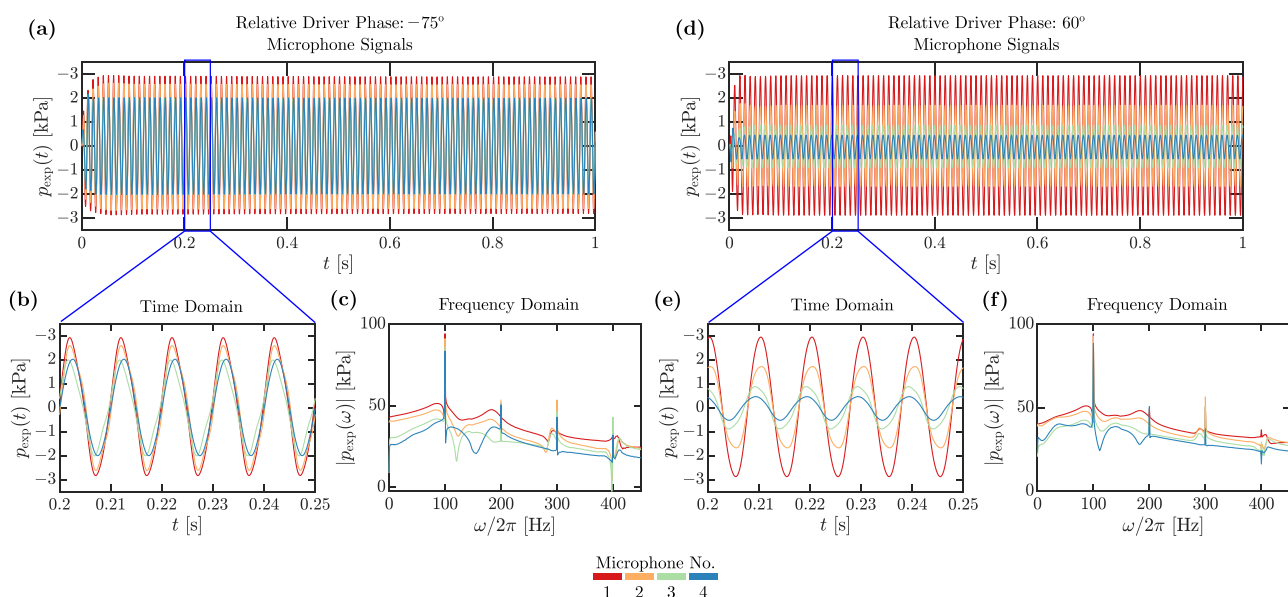 (a)
Relative Driver Phase: −75°
Microphone Signals
−3
2
1
0
−1
−2
−3
p_exp(t) [kPa]
0 0.2 0.4 0.6 0.8 1
t [s]
(d)
Relative Driver Phase: 60°
Microphone Signals
−3
2
1
0
−1
−2
−3
p_exp(t) [kPa]
0 0.2 0.4 0.6 0.8 1
t [s]
(b)
Time Domain
−3
2
1
0
−1
−2
−3
p_exp(t) [kPa]
0.2 0.21 0.22 0.23 0.24 0.25
t [s]
(c)
Frequency Domain
100
50
0
|p_exp(ω)| [kPa]
0 100 200 300 400
ω/2π [Hz]
(e)
Time Domain
−3
2
1
0
−1
−2
−3
p_exp(t) [kPa]
0.2 0.21 0.22 0.23 0.24 0.25
t [s]
(f)
Frequency Domain
100
50
0
|p_exp(ω)| [kPa]
0 100 200 300 400
ω/2π [Hz]
Microphone No.
1 2 3 4